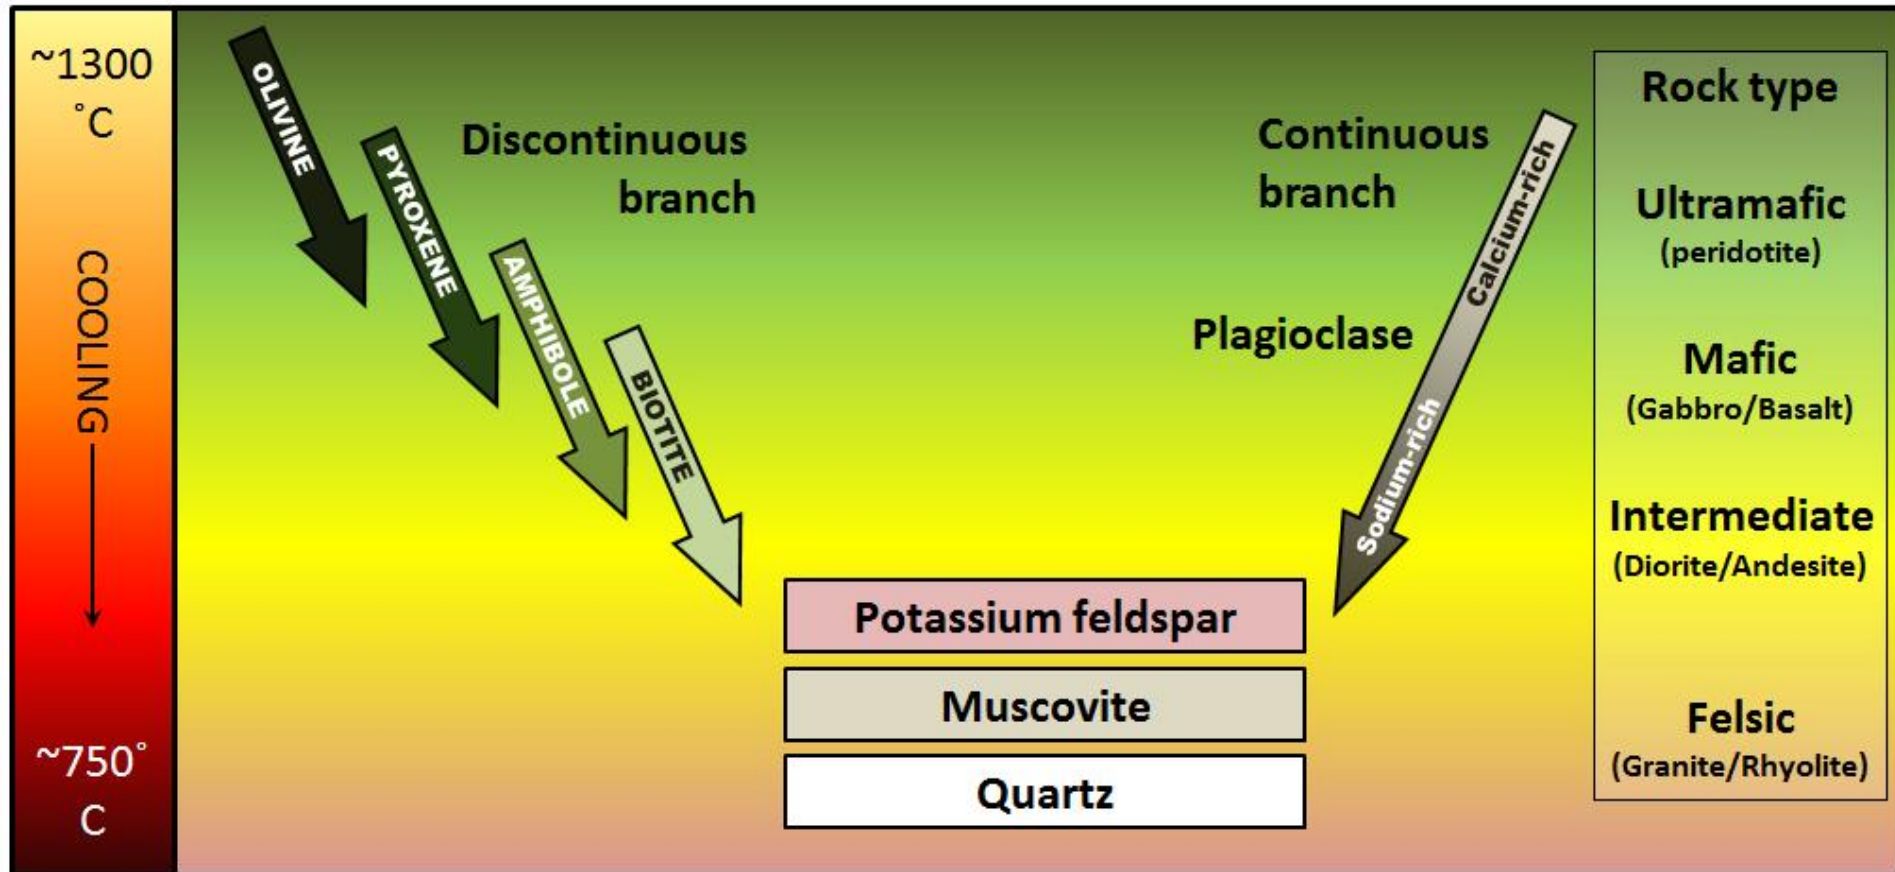 ~1300
˚C
COOLING
~750˚
C
OLIVINE
PYROXENE
AMPHIBOLE
BIOTITE
Discontinuous
branch
Continuous
branch
Plagioclase
Calcium-rich
Sodium-rich
Potassium feldspar
Muscovite
Quartz
Rock type
Ultramafic
(peridotite)
Mafic
(Gabbro/Basalt)
Intermediate
(Diorite/Andesite)
Felsic
(Granite/Rhyolite)